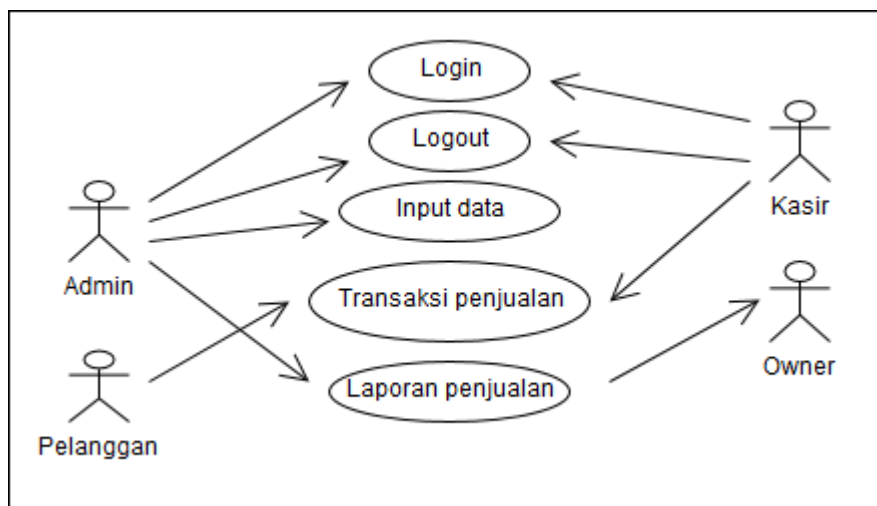 Login
Logout
Input data
Kasir
Admin
Transaksi penjualan
Owner
Laporan penjualan
Pelanggan